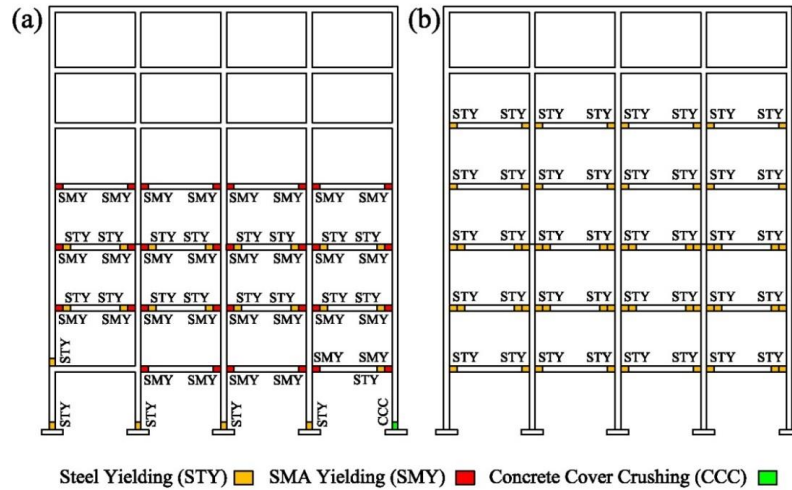 (a)
SMY SMY SMY SMY SMY SMY SMY SMY
STY STY STY STY STY STY STY STY
SMY SMY SMY SMY SMY SMY SMY SMY
STY STY STY STY STY STY STY STY
SMY SMY SMY SMY SMY SMY SMY SMY
STY
SMY SMY
SMY SMY SMY SMY STY
STY STY STY STY CCC
(b)
STY STY STY STY STY STY STY STY
STY STY STY STY STY STY STY STY
STY STY STY STY STY STY STY STY
STY STY STY STY STY STY STY STY
STY STY STY STY STY STY STY STY
Steel Yielding (STY) SMA Yielding (SMY) Concrete Cover Crushing (CCC)